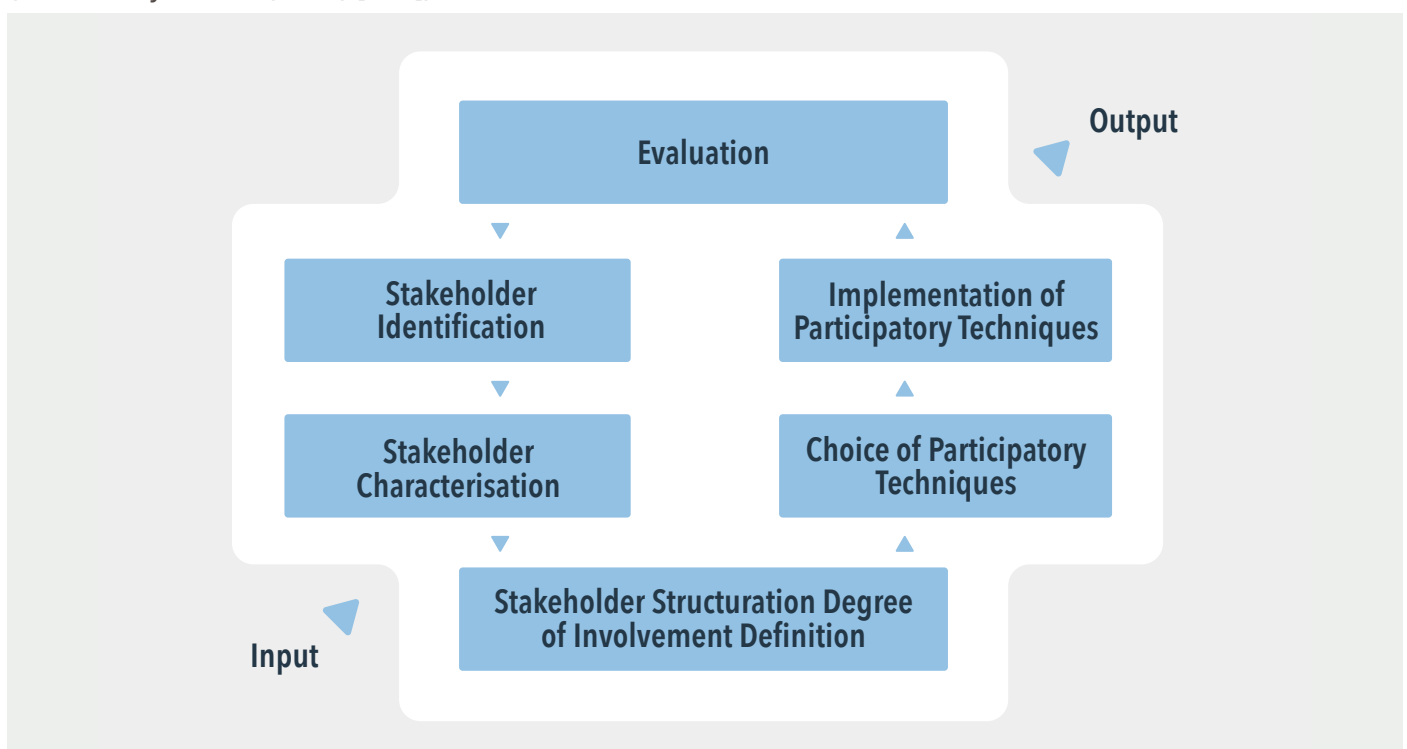 Evaluation
Output
Stakeholder
Identification
Implementation of
Participatory Techniques
Stakeholder
Characterisation
Choice of Participatory
Techniques
Stakeholder Structuration Degree
of Involvement Definition
Input